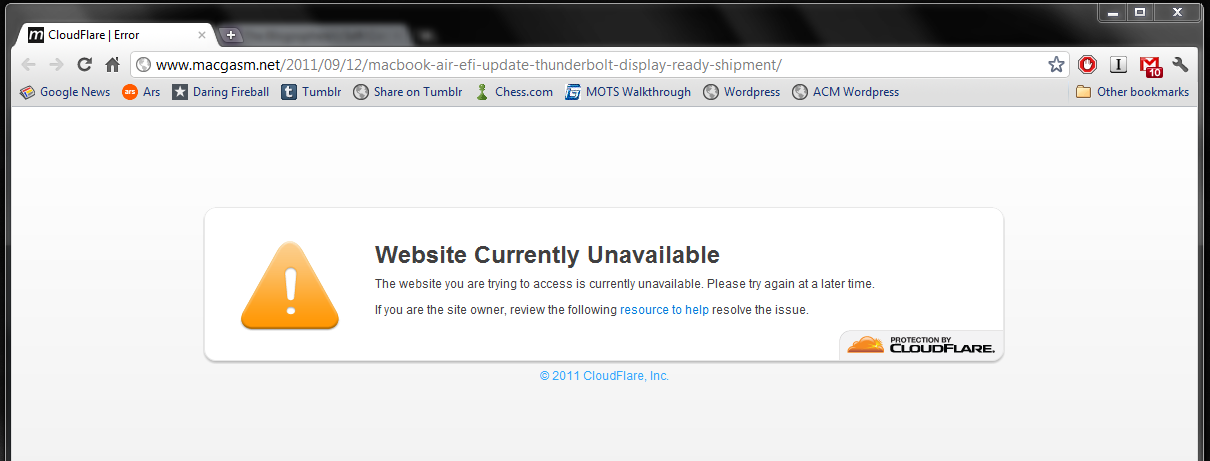 m CloudFlare | Error
www.macgasm.net/2011/09/12/macbook-air-efi-update-thunderbolt-display-ready-shipment/
I
10
Google News ars Ars Daring Fireball t Tumblr Share on Tumblr Chess.com MOTS Walkthrough Wordpress ACM Wordpress Other bookmarks
Website Currently Unavailable
The website you are trying to access is currently unavailable. Please try again at a later time.
If you are the site owner, review the following resource to help resolve the issue.
PROTECTION BY
CLOUDFLARE.
© 2011 CloudFlare, Inc.